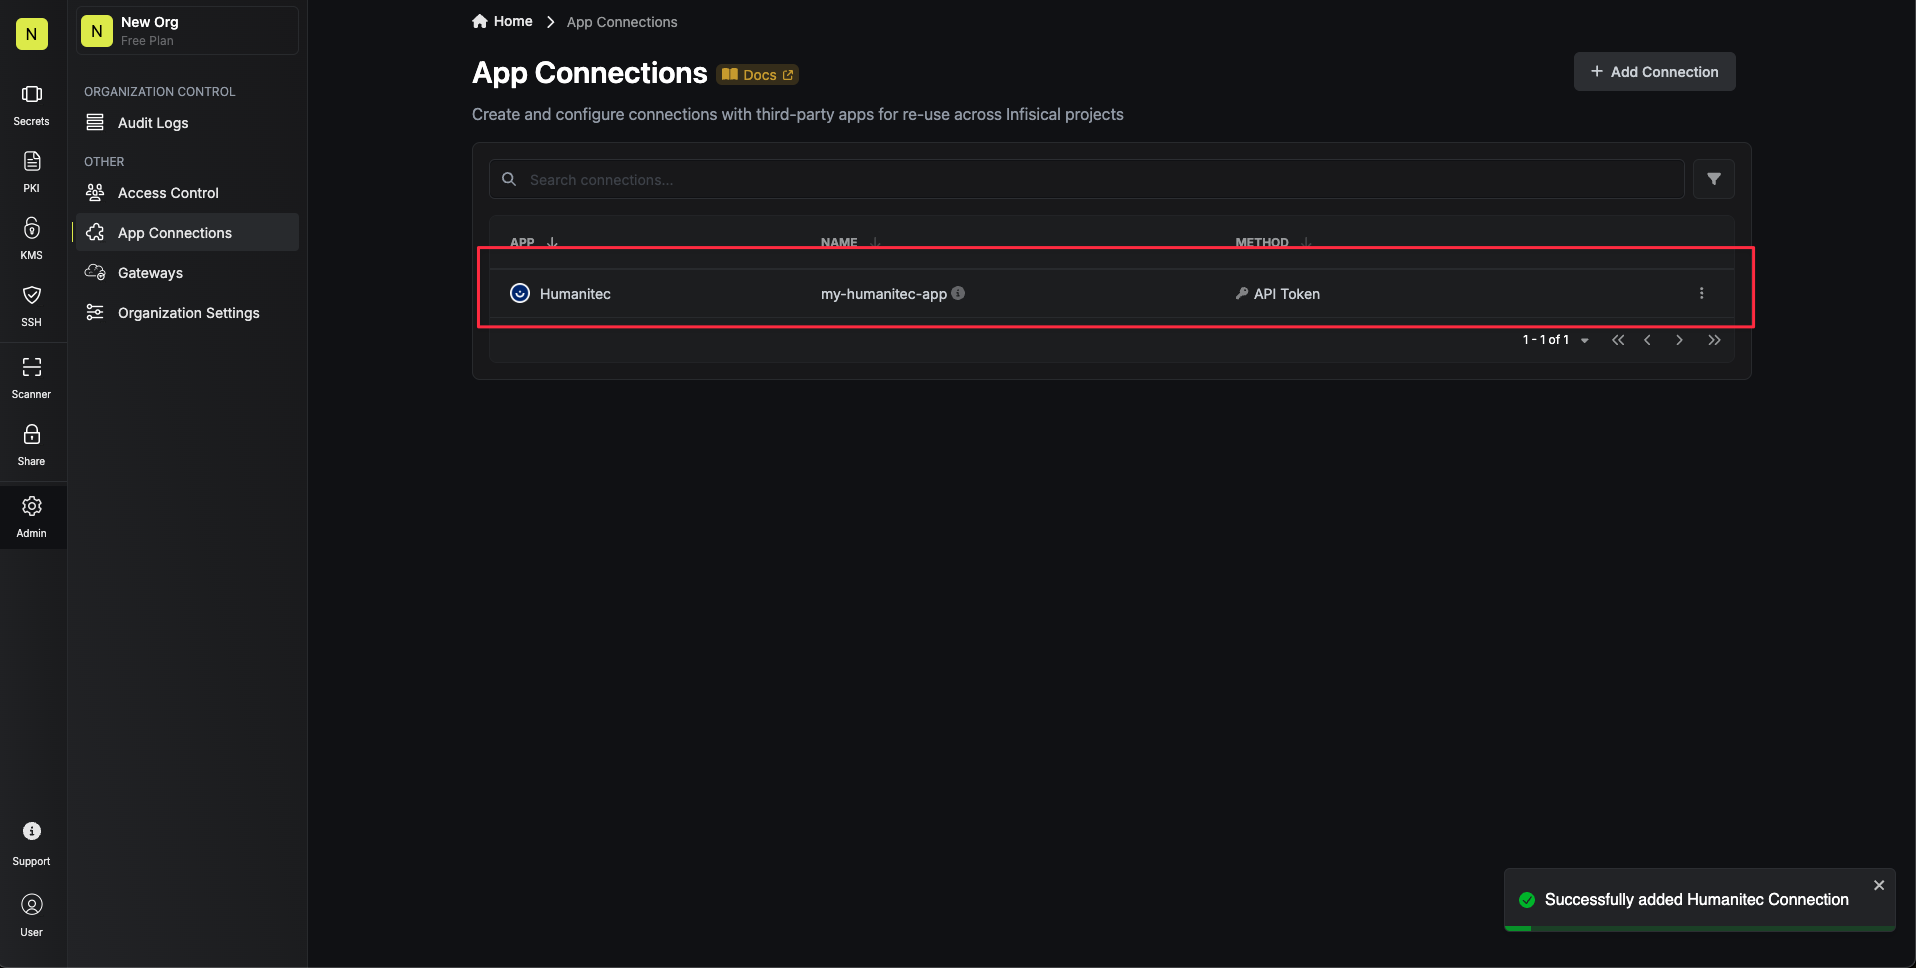 N
Secrets
PKI
KMS
SSH
Scanner
Share
Admin
Support
User
N
New Org
Free Plan
ORGANIZATION CONTROL
Audit Logs
OTHER
Access Control
App Connections
Gateways
Organization Settings
Home
App Connections
App Connections
Docs
Add Connection
Create and configure connections with third-party apps for re-use across Infisical projects
Search connections...
APP
NAME
METHOD
Humanitec
my-humanitec-app
API Token
1 - 1 of 1
Successfully added Humanitec Connection